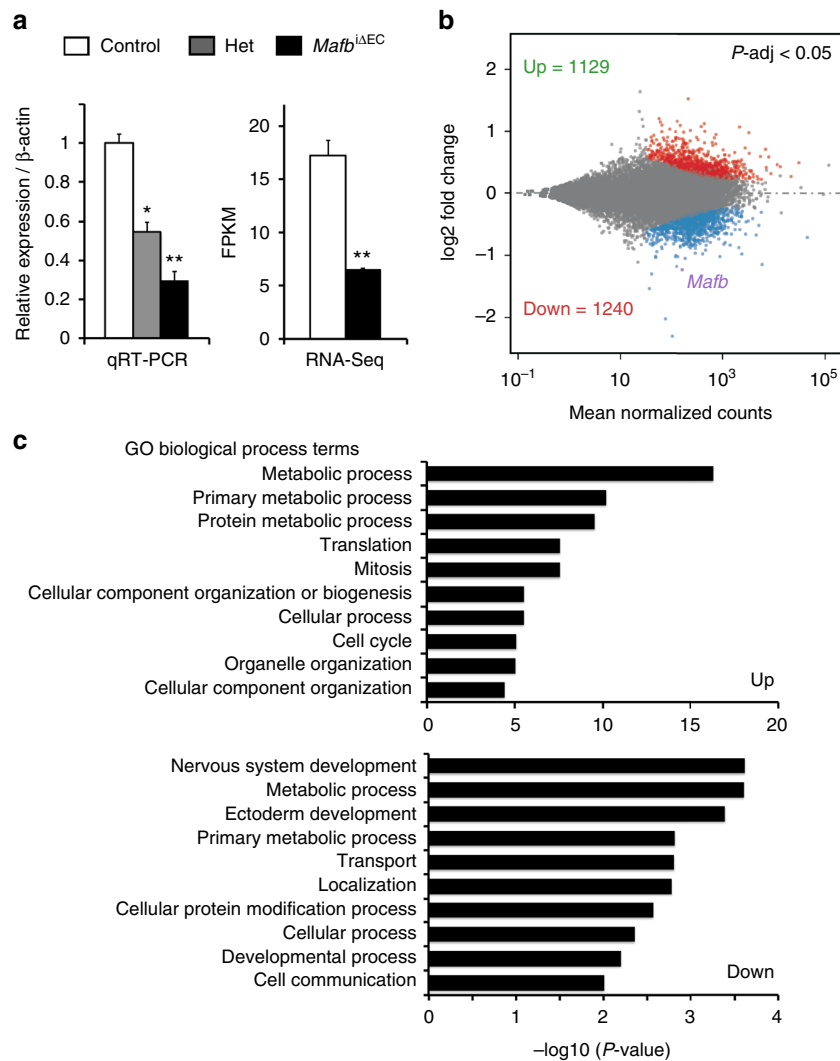 a
Control
Het
Mafb^iΔEC
Relative expression / β-actin
1
0.8
0.6
0.4
0.2
0
*
**
qRT-PCR
FPKM
20
15
10
5
0
**
RNA-Seq
b
P-adj < 0.05
Up = 1129
log2 fold change
2
1
0
−1
−2
Mafb
Down = 1240
10^−1
10
10^3
10^5
Mean normalized counts
c
GO biological process terms
Metabolic process
Primary metabolic process
Protein metabolic process
Translation
Mitosis
Cellular component organization or biogenesis
Cellular process
Cell cycle
Organelle organization
Cellular component organization
Up
0 5 10 15 20
Nervous system development
Metabolic process
Ectoderm development
Primary metabolic process
Transport
Localization
Cellular protein modification process
Cellular process
Developmental process
Cell communication
Down
0 1 2 3 4
–log10 (P-value)